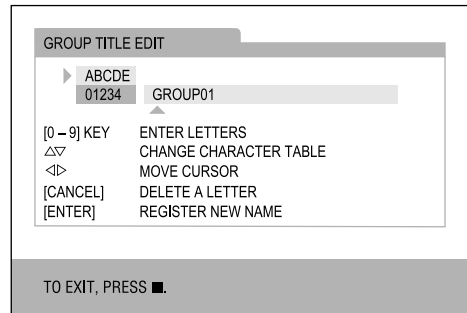 GROUP TITLE EDIT
ABCDE
01234 GROUP01
[0 – 9] KEY ENTER LETTERS
△▽ CHANGE CHARACTER TABLE
◁▷ MOVE CURSOR
[CANCEL] DELETE A LETTER
[ENTER] REGISTER NEW NAME
TO EXIT, PRESS ■.